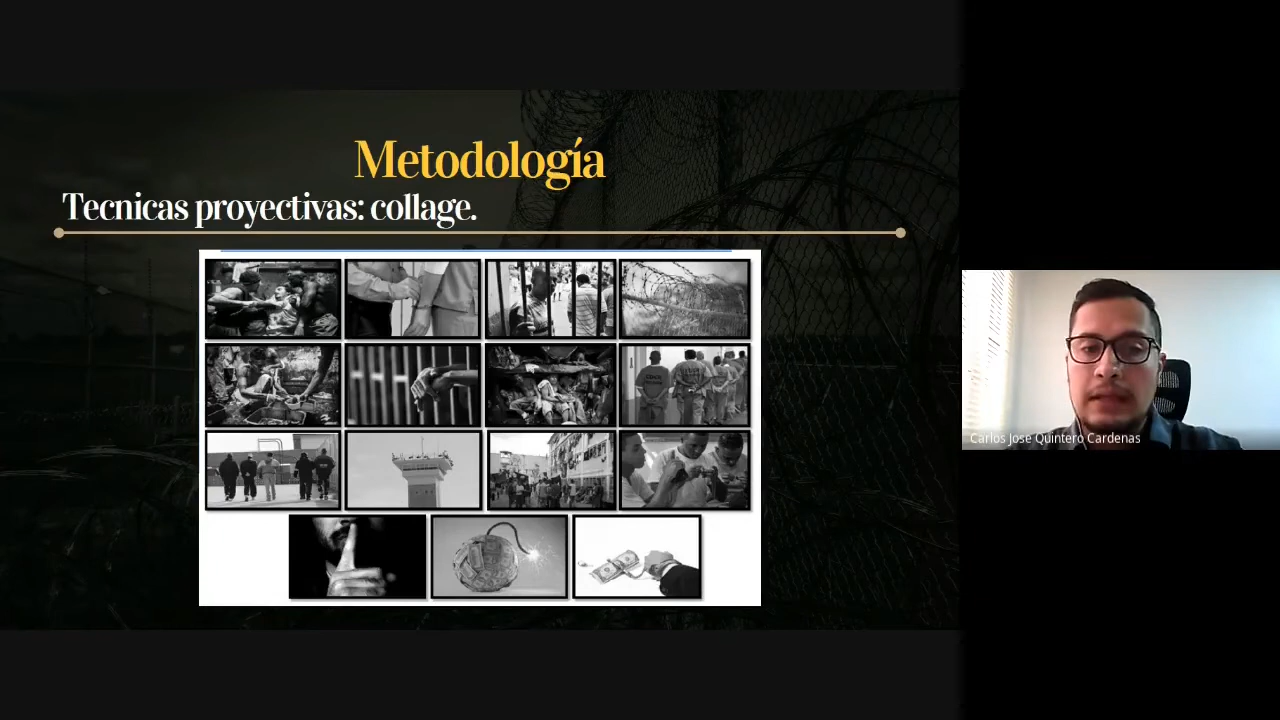 Metodología
Tecnicas proyectivas: collage.
Carlos Jose Quintero Cardenas